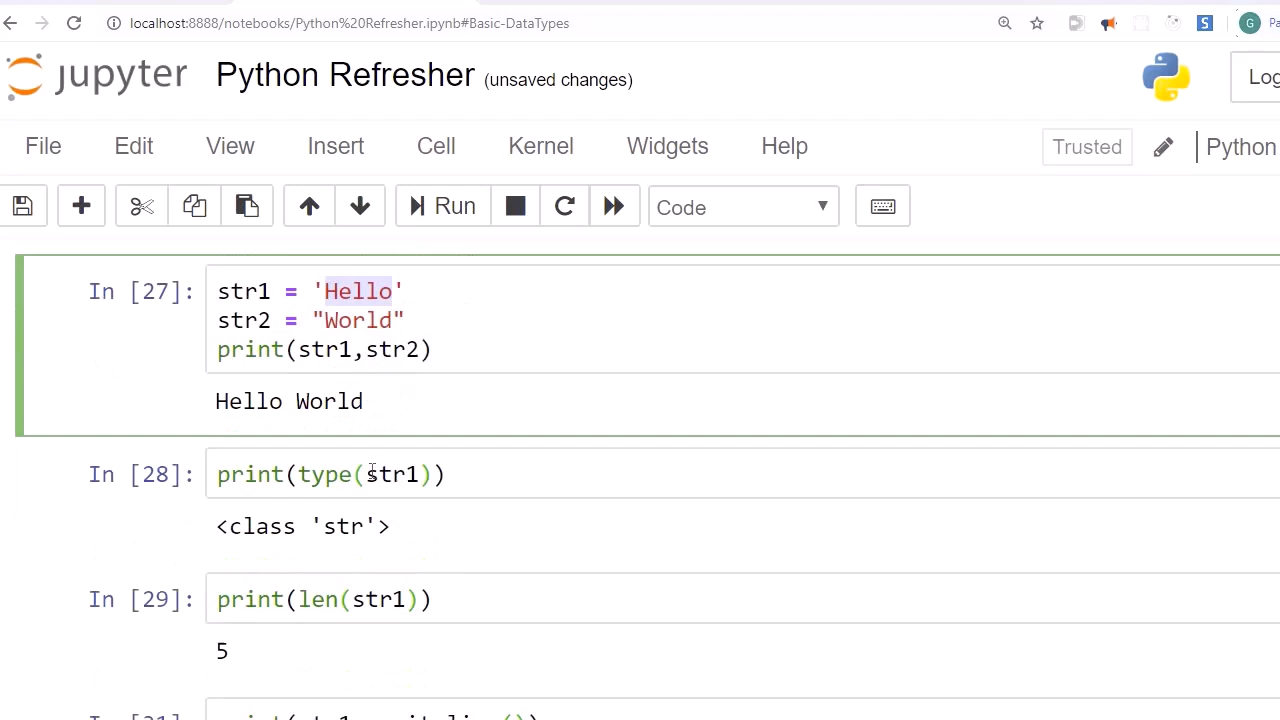 localhost:8888/notebooks/Python%20Refresher.ipynb#Basic-DataTypes
S
G
jupyter Python Refresher (unsaved changes)
File Edit View Insert Cell Kernel Widgets Help Trusted Python
Run Code
In [27]: str1 = 'Hello'
str2 = "World"
print(str1,str2)
Hello World
In [28]: print(type(str1))
<class 'str'>
In [29]: print(len(str1))
5